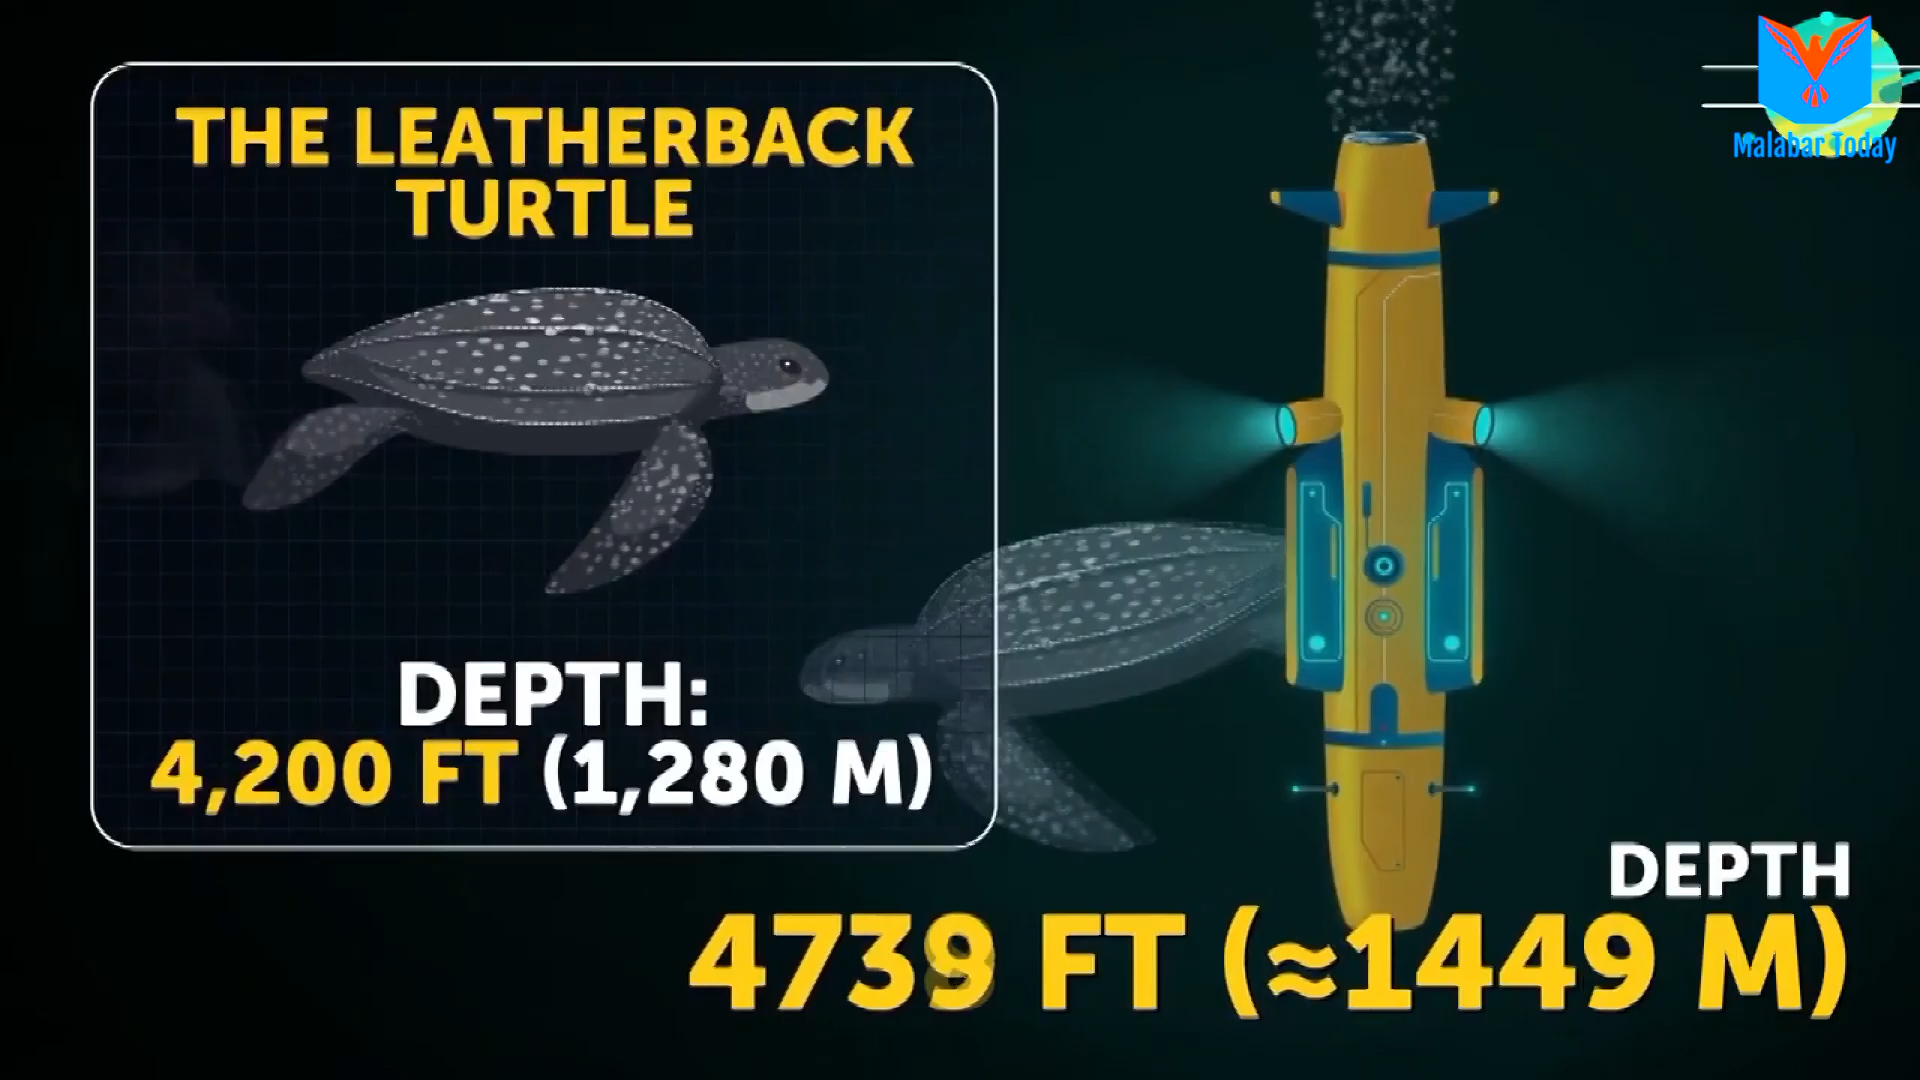 THE LEATHERBACK
TURTLE
DEPTH:
4,200 FT (1,280 M)
Malabar Today
DEPTH
4739 FT (≈1449 M)